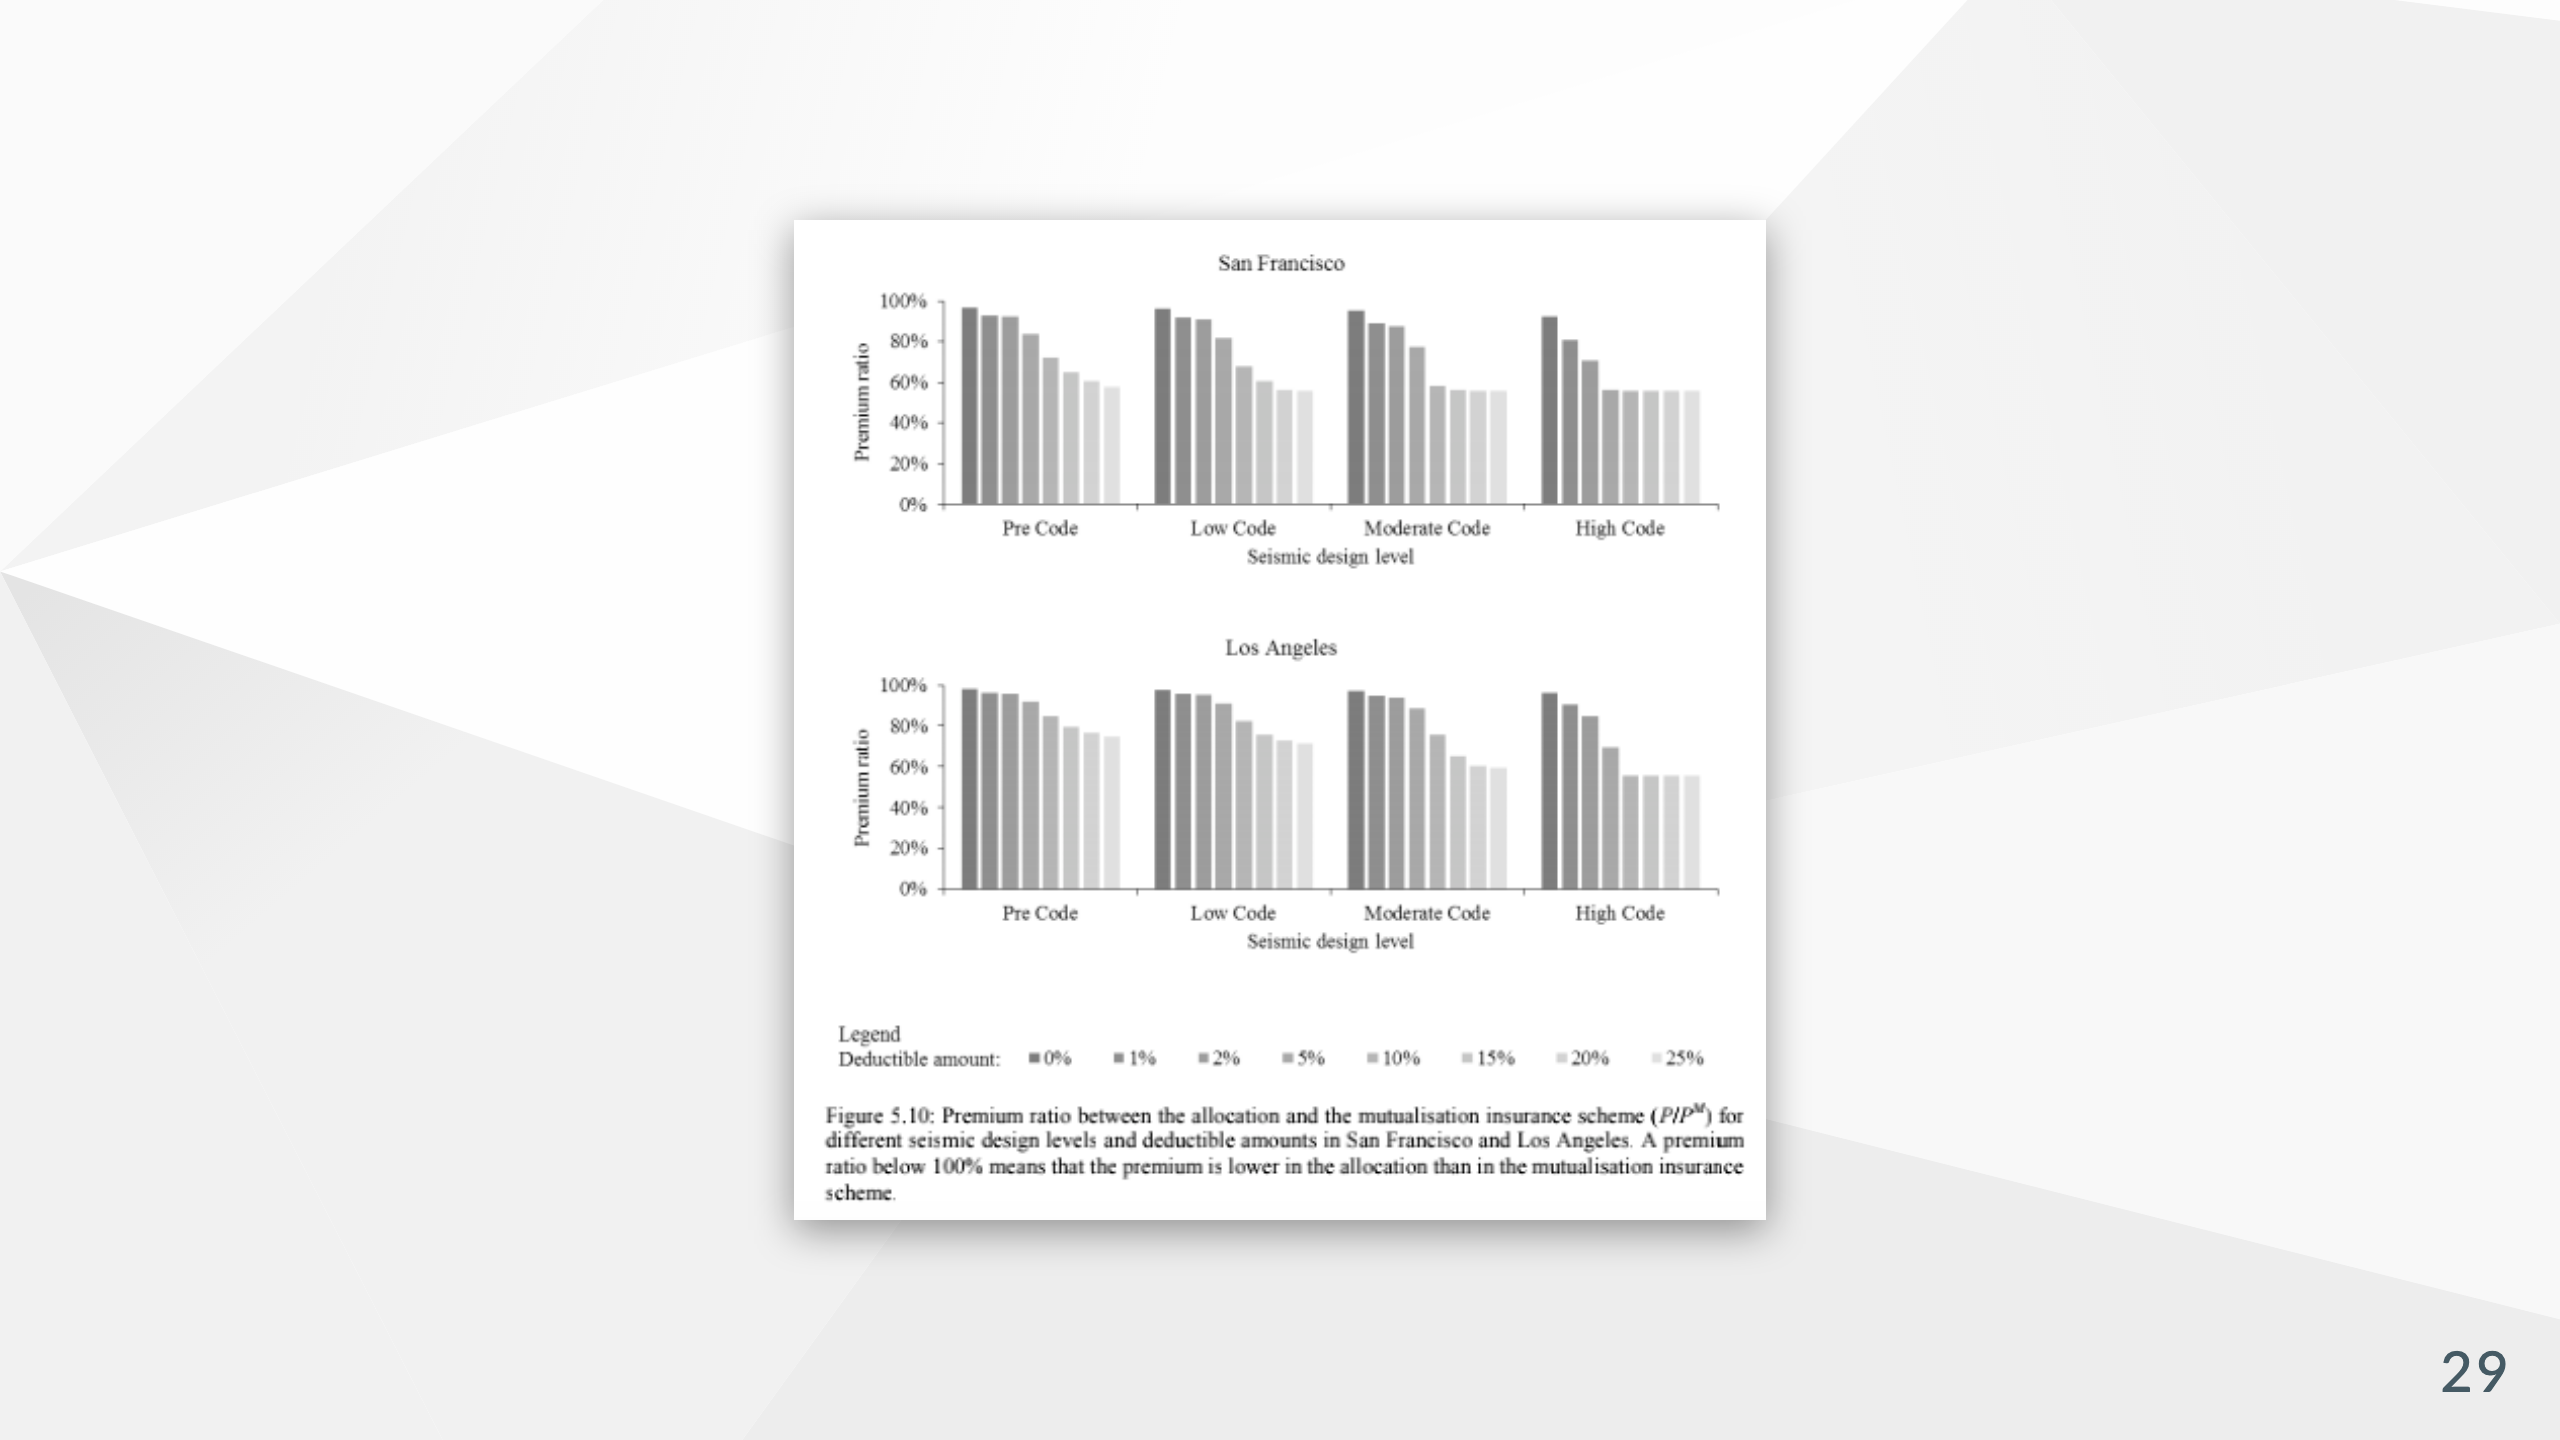 San Francisco
100%
80%
60%
40%
20%
0%
Premium ratio
Pre Code Low Code Moderate Code High Code
Seismic design level
Los Angeles
100%
80%
60%
40%
20%
0%
Premium ratio
Pre Code Low Code Moderate Code High Code
Seismic design level
Legend
Deductible amount: 0% 1% 2% 5% 10% 15% 20% 25%
Figure 5.10: Premium ratio between the allocation and the mutualisation insurance scheme (P/Pᴹ) for
different seismic design levels and deductible amounts in San Francisco and Los Angeles. A premium
ratio below 100% means that the premium is lower in the allocation than in the mutualisation insurance
scheme.
29